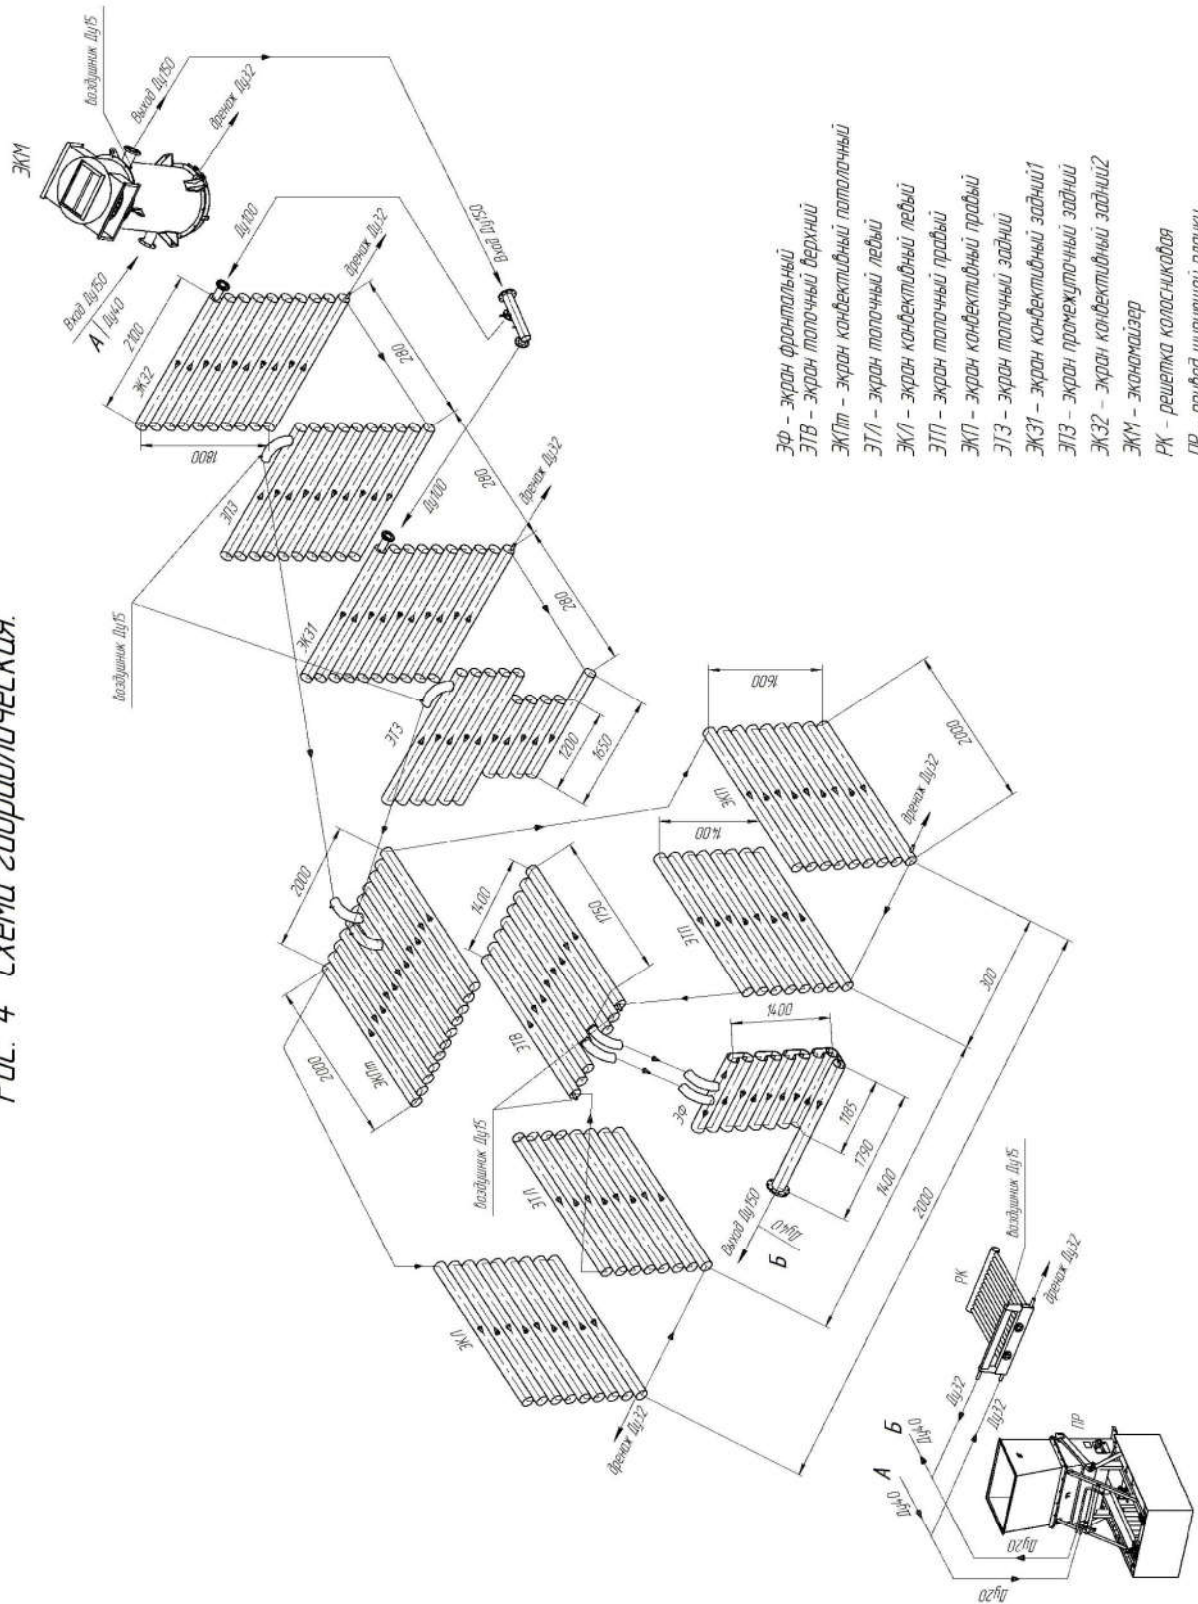 Рис. 4 Схема гидравлическая.
ЭКМ
воздушник Ду15
Выход Ду150
дренаж Ду32
Вход Ду150
А Ду40
Ду100
2100
ЭКЗ2
1800
дренаж Ду32
280
Вход Ду150
ЭПЗ
280
Ду100
дренаж Ду32
воздушник Ду15
ЭКЗ1
280
ЭТЗ
1200
1650
2000
2000
ЭКПт
1400
1750
ЭТВ
1600
2000
ЭКП
дренаж Ду32
1400
ЭТП
300
1400
ЭФ
1185
1790
1400
2000
воздушник Ду15
ЭТЛ
Выход Ду150
Ду40
Б
ЭКЛ
дренаж Ду32
РК
воздушник Ду15
дренаж Ду32
Ду32
Ду32
А
Ду40
Б
Ду40
ПР
Ду20
Ду20
ЭФ – экран фронтальный
ЭТВ – экран топочный верхний
ЭКПт – экран конвективный потолочный
ЭТЛ – экран топочный левый
ЭКЛ – экран конвективный левый
ЭТП – экран топочный правый
ЭКП – экран конвективный правый
ЭТЗ – экран топочный задний
ЭКЗ1 – экран конвективный задний1
ЭПЗ – экран промежуточный задний
ЭКЗ2 – экран конвективный задний2
ЭКМ – экономайзер
РК – решетка колосниковая